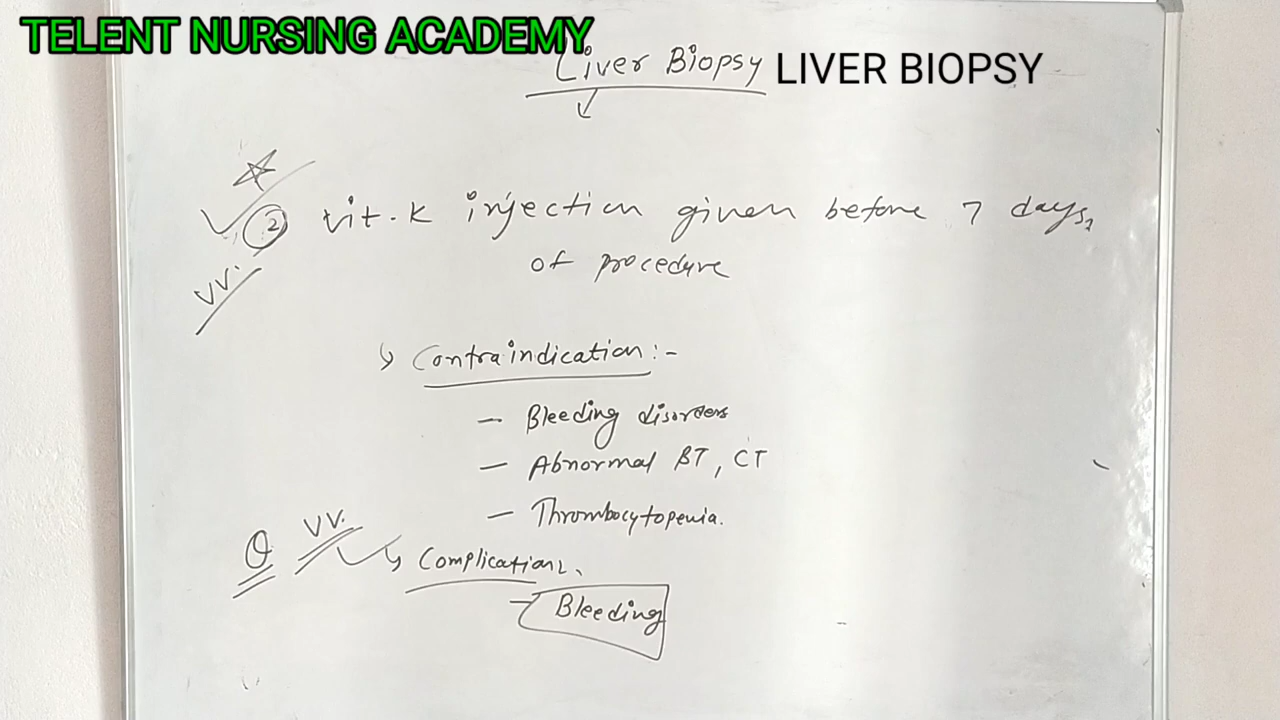 TELENT NURSING ACADEMY
Liver Biopsy LIVER BIOPSY
② vit.K injection given before 7 days
of procedure
VV.
Contraindication:-
- Bleeding disorders
- Abnormal BT, CT
- Thrombocytopenia.
Q VV. Complications
- Bleeding